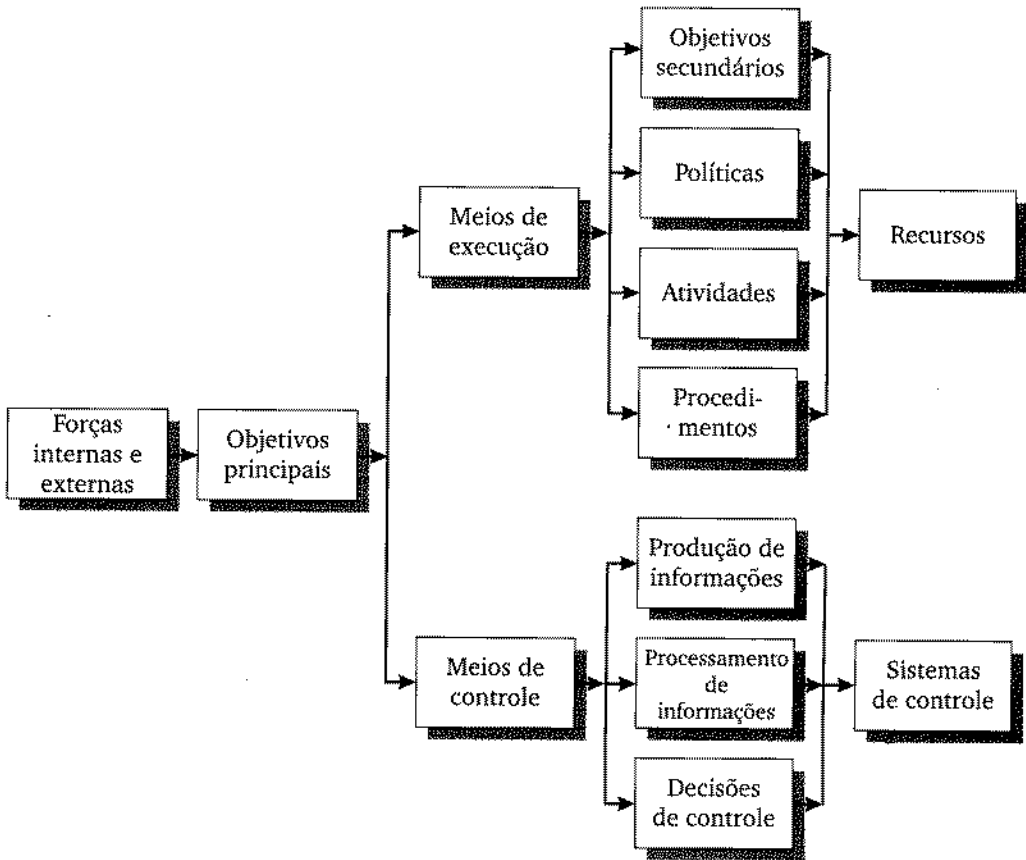 Objetivos
secundários
Políticas
Meios de
execução
Recursos
Atividades
Procedi-
mentos
Forças
internas e
externas
Objetivos
principais
Produção de
informações
Meios de
controle
Processamento
de
informações
Sistemas
de controle
Decisões
de controle